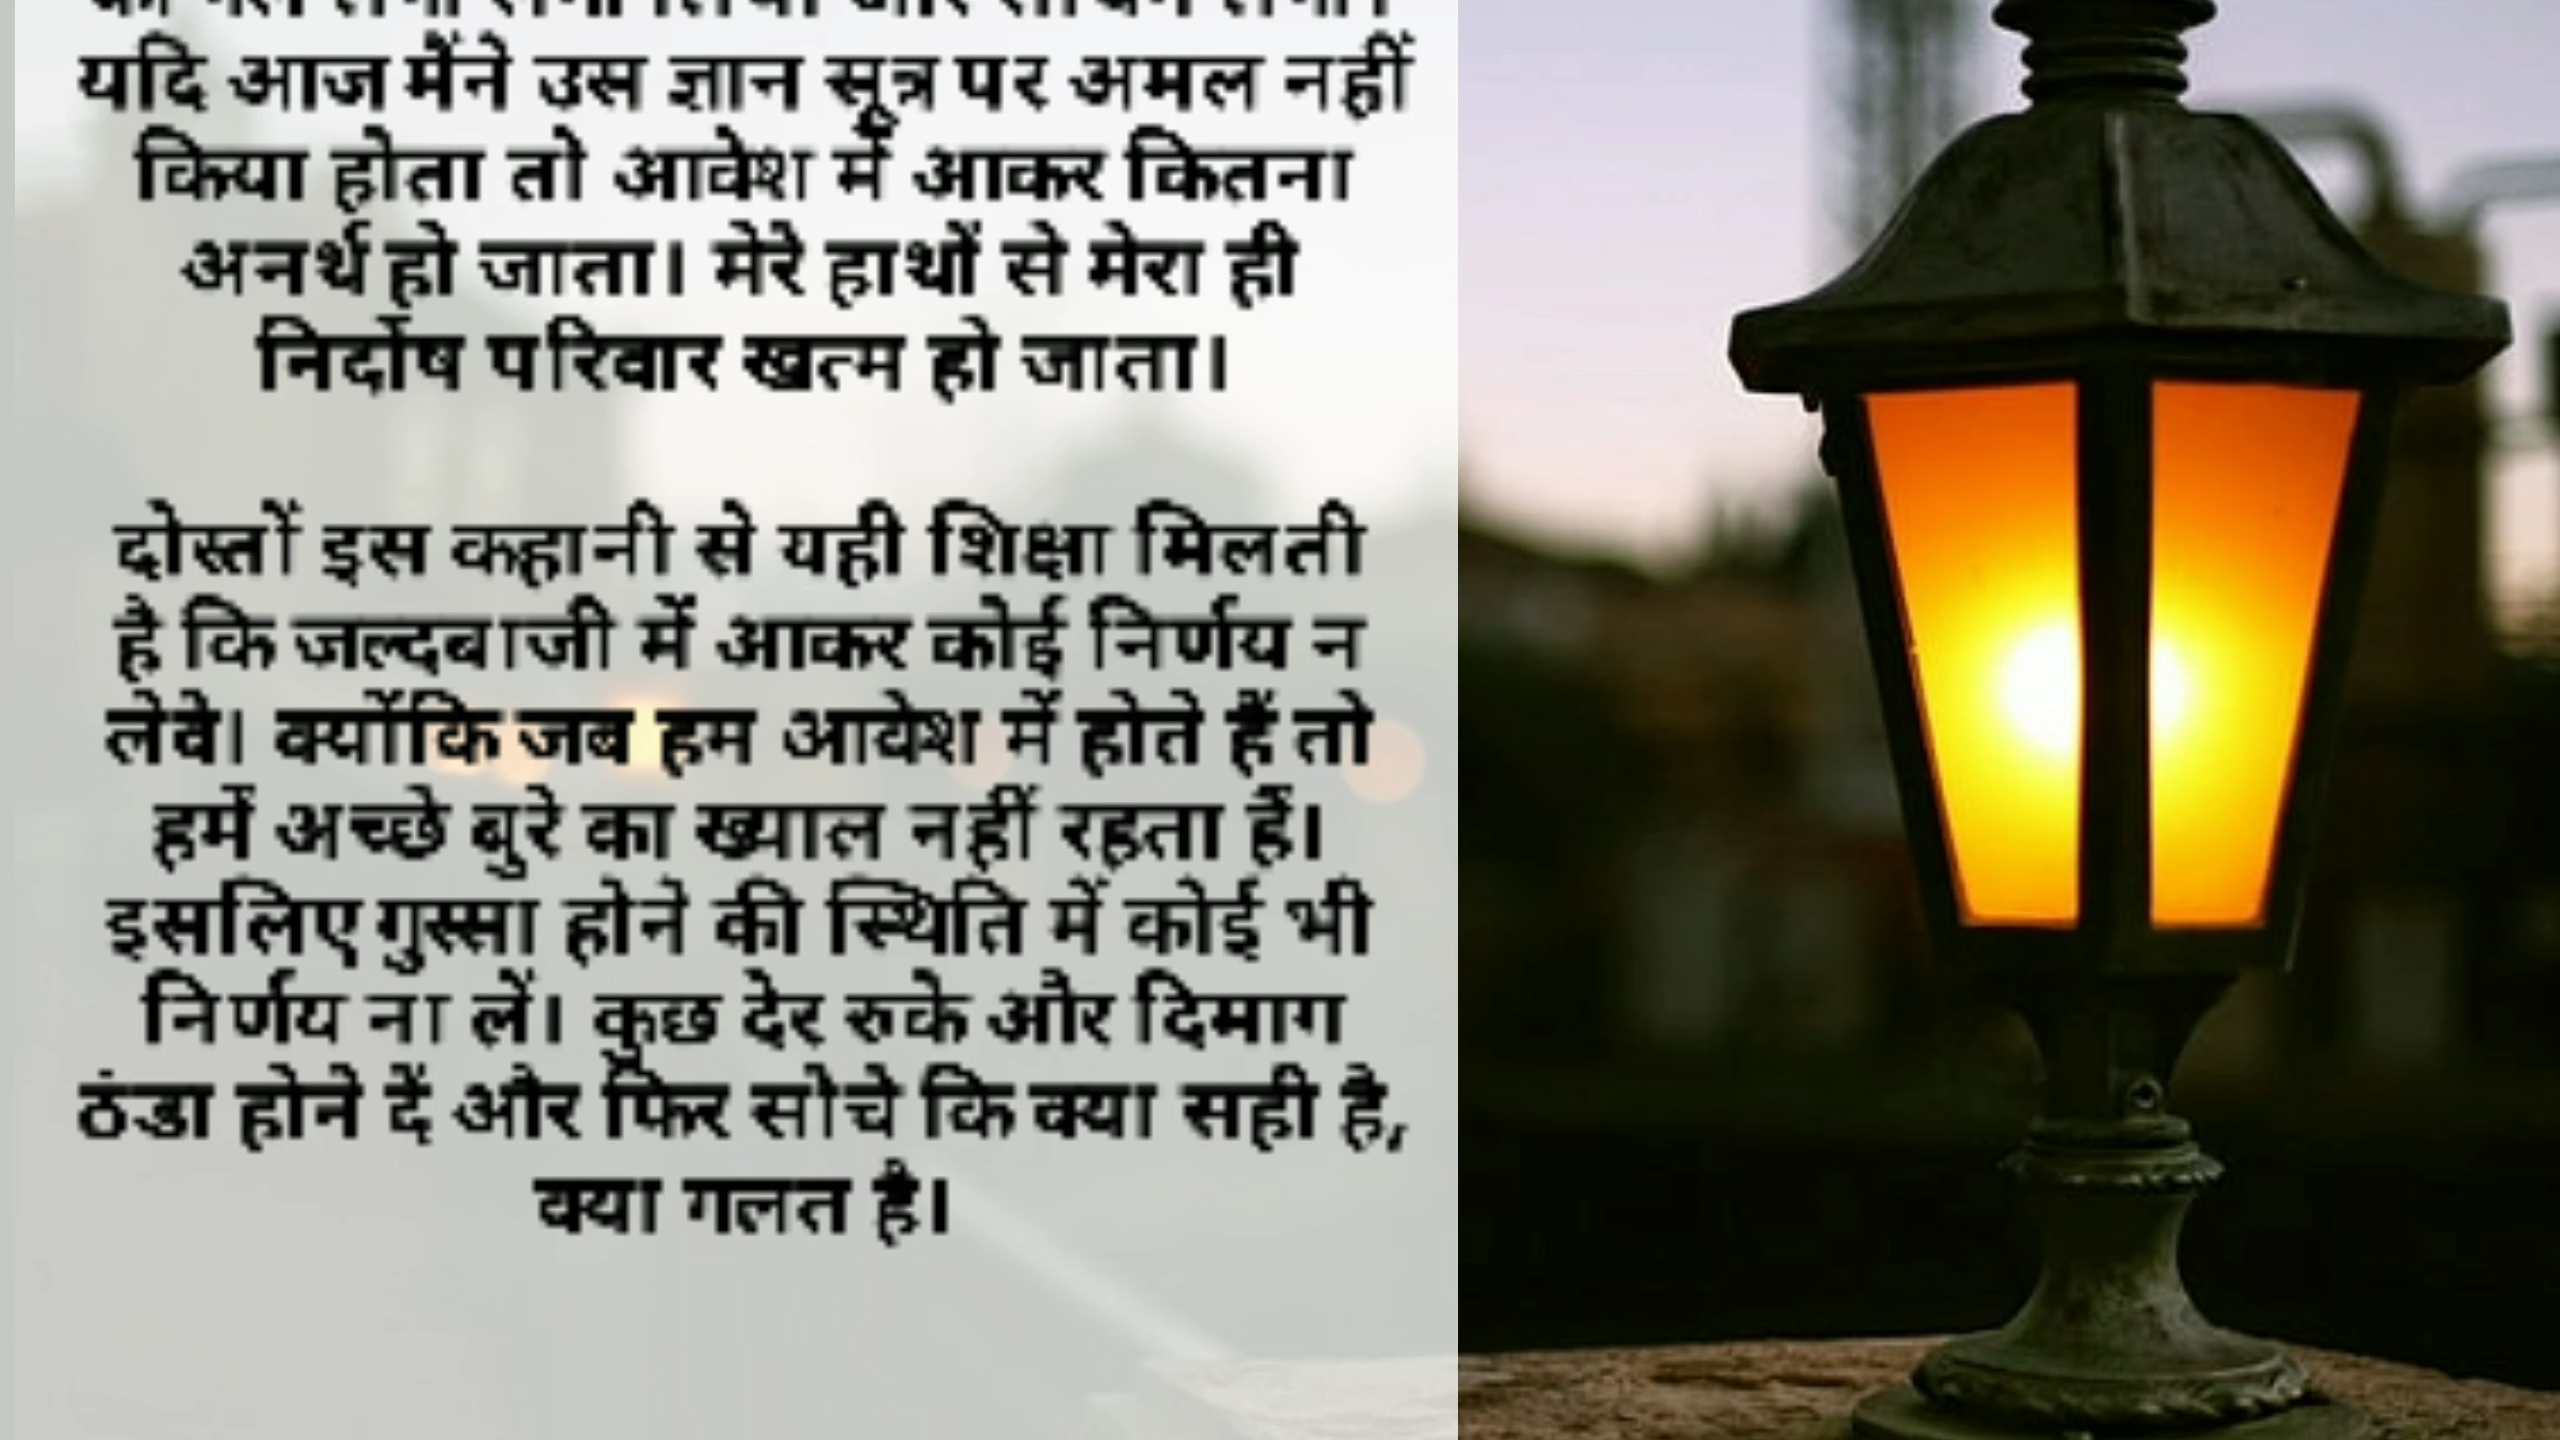 यदि आज मैंने उस ज्ञान सूत्र पर अमल नहीं
किया होता तो आवेश में आकर कितना
अनर्थ हो जाता। मेरे हाथों से मेरा ही
निर्दोष परिवार खत्म हो जाता।
दोस्तों इस कहानी से यही शिक्षा मिलती
है कि जल्दबाजी में आकर कोई निर्णय न
लेवे। क्योंकि जब हम आवेश में होते हैं तो
हमें अच्छे बुरे का ख्याल नहीं रहता हैं।
इसलिए गुस्सा होने की स्थिति में कोई भी
निर्णय ना लें। कुछ देर रुके और दिमाग
ठंडा होने दें और फिर सोचे कि क्या सही है,
क्या गलत है।